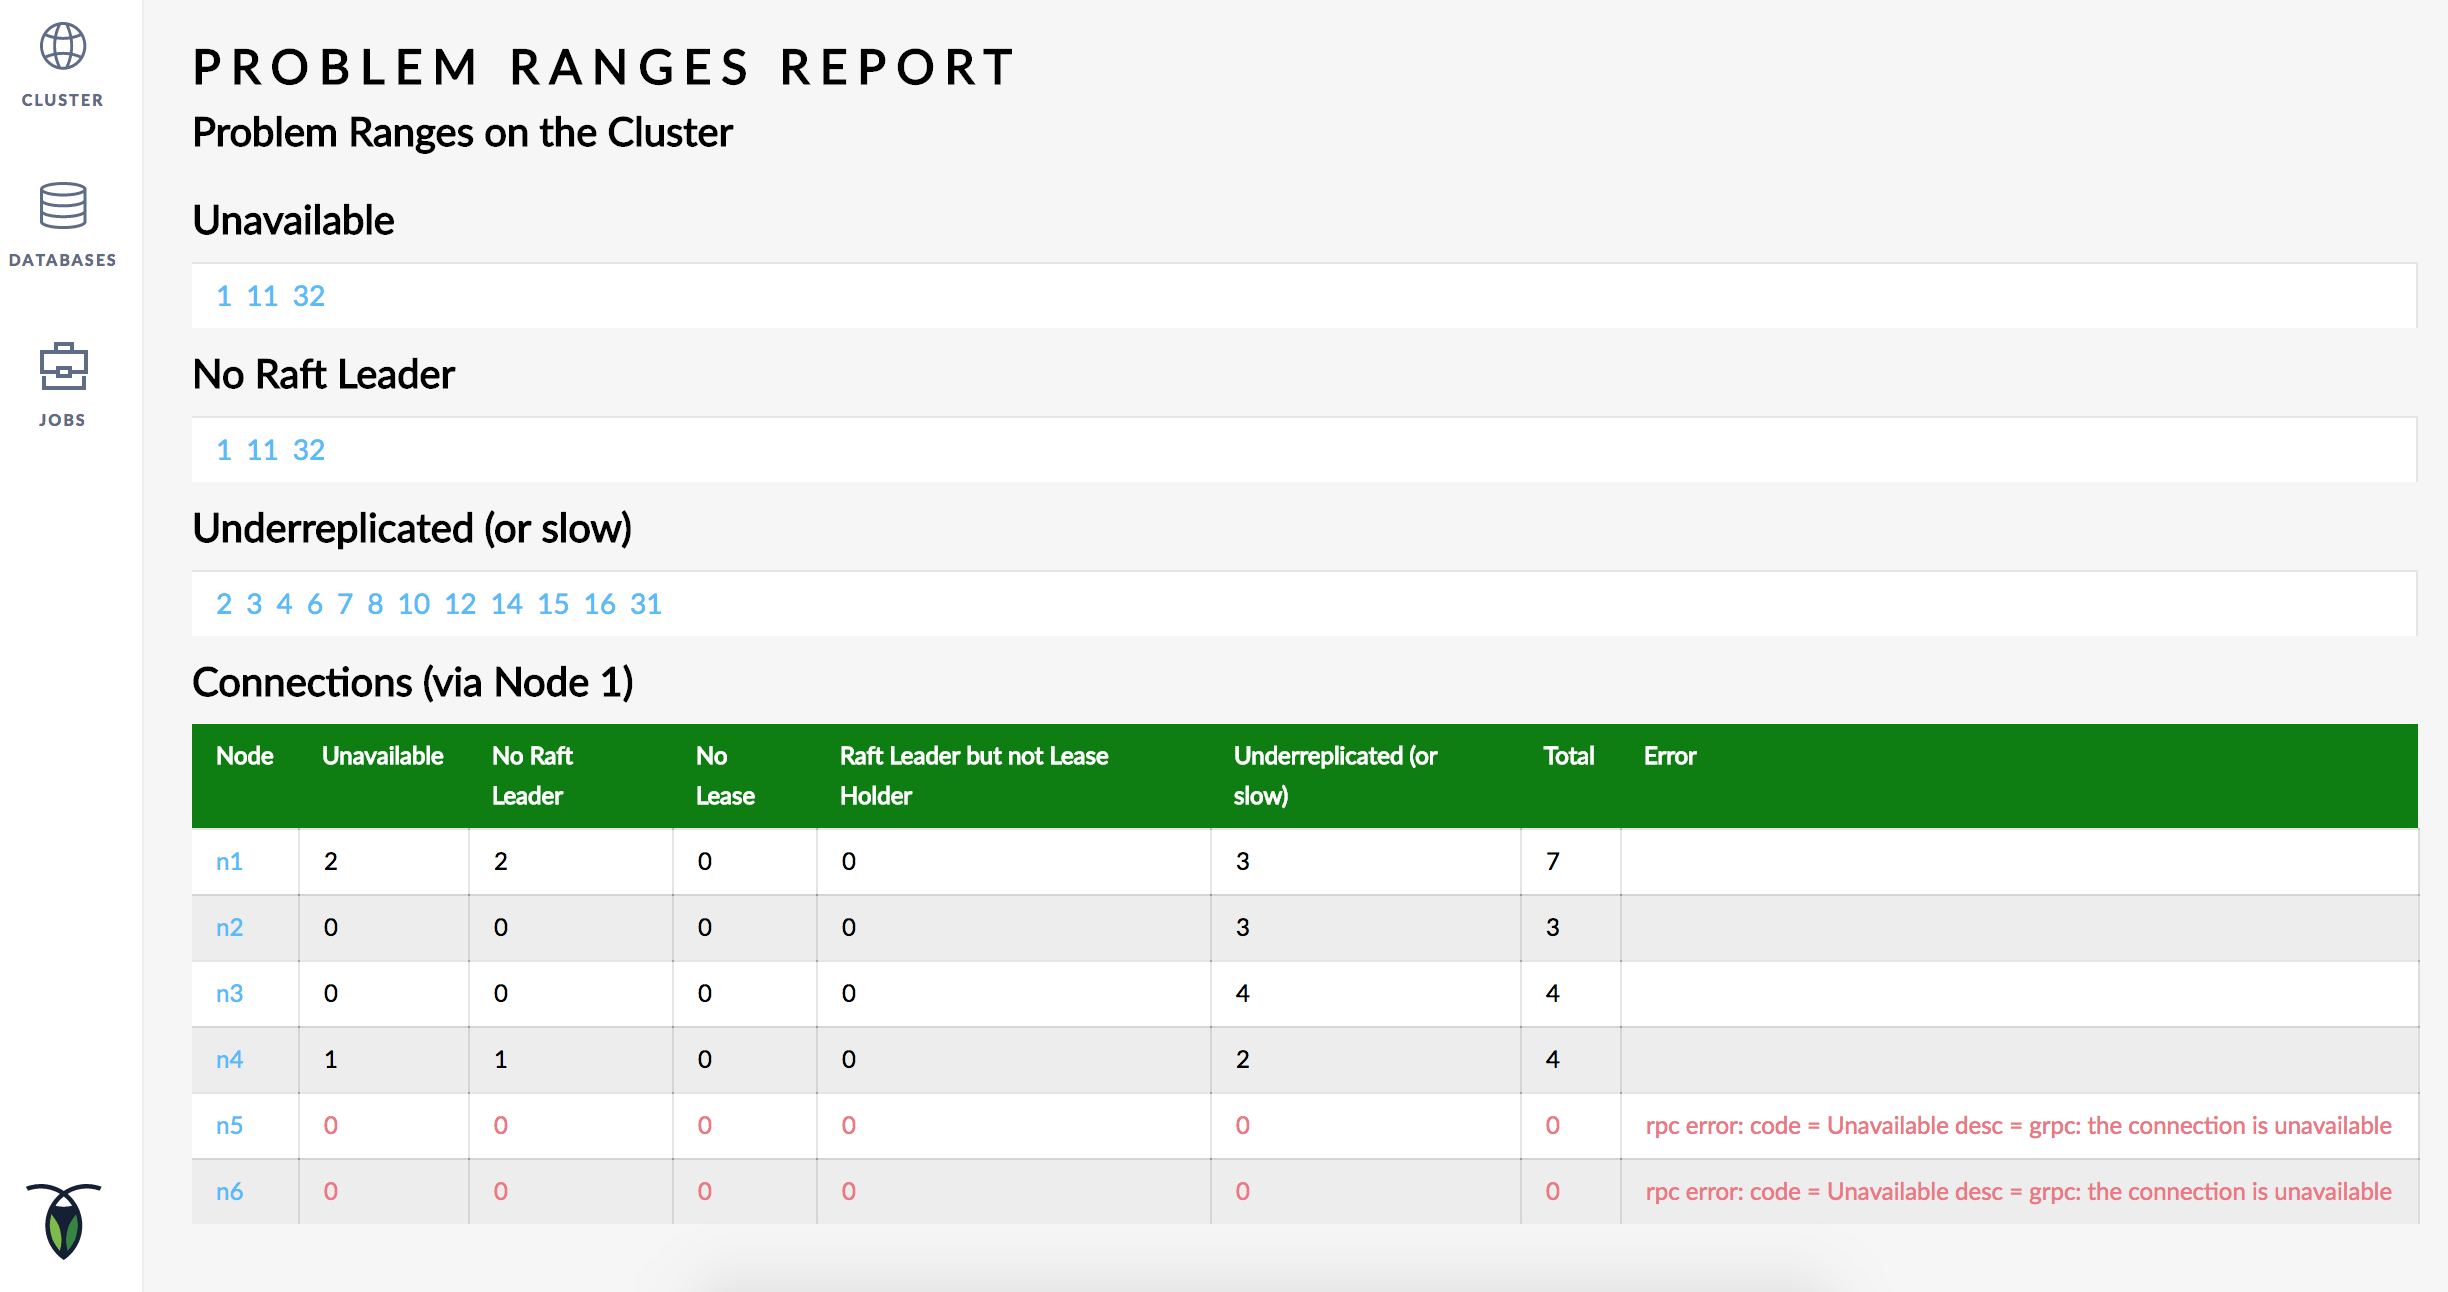 CLUSTER
DATABASES
JOBS
PROBLEM RANGES REPORT
Problem Ranges on the Cluster
Unavailable
1 11 32
No Raft Leader
1 11 32
Underreplicated (or slow)
2 3 4 6 7 8 10 12 14 15 16 31
Connections (via Node 1)
Node Unavailable No Raft Leader No Lease Raft Leader but not Lease Holder Underreplicated (or slow) Total Error
n1 2 2 0 0 3 7
n2 0 0 0 0 3 3
n3 0 0 0 0 4 4
n4 1 1 0 0 2 4
n5 0 0 0 0 0 0 rpc error: code = Unavailable desc = grpc: the connection is unavailable
n6 0 0 0 0 0 0 rpc error: code = Unavailable desc = grpc: the connection is unavailable